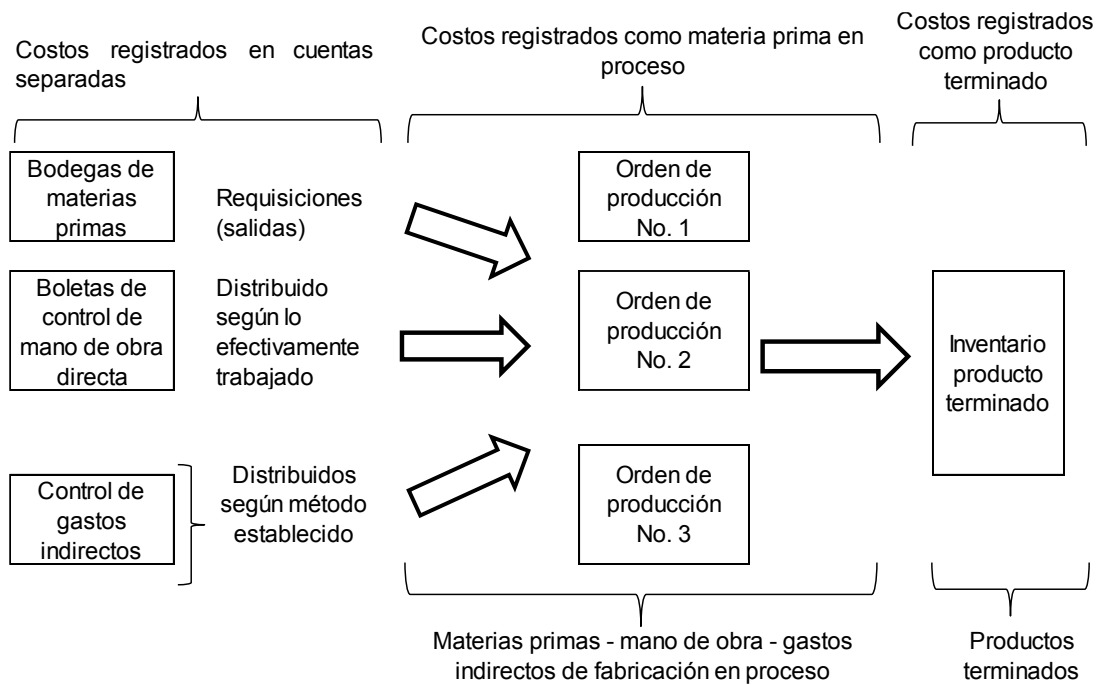 Costos registrados en cuentas
separadas
Costos registrados como materia prima en
proceso
Costos registrados
como producto
terminado
Bodegas de
materias
primas
Requisiciones
(salidas)
Orden de
producción
No. 1
Boletas de
control de
mano de obra
directa
Distribuido
según lo
efectivamente
trabajado
Orden de
producción
No. 2
Inventario
producto
terminado
Control de
gastos
indirectos
Distribuidos
según método
establecido
Orden de
producción
No. 3
Materias primas - mano de obra - gastos
indirectos de fabricación en proceso
Productos
terminados